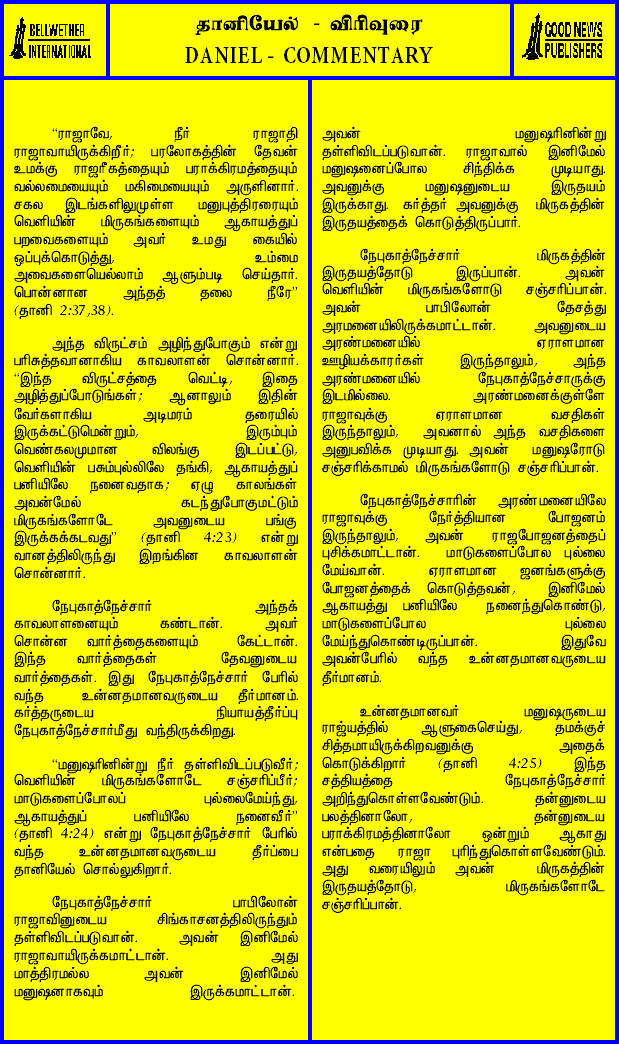 BELLWETHER
INTERNATIONAL
தானியேல் - விரிவுரை
DANIEL - COMMENTARY
GOOD NEWS
PUBLISHERS
“ராஜாவே, நீர் ராஜாதி
ராஜாவாயிருக்கிறீர்; பரலோகத்தின் தேவன்
உமக்கு ராஜரீகத்தையும் பராக்கிரமத்தையும்
வல்லமையையும் மகிமையையும் அருளினார்.
சகல இடங்களிலுமுள்ள மனுபுத்திரரையும்
வெளியின் மிருகங்களையும் ஆகாயத்துப்
பறவைகளையும் அவர் உமது கையில்
ஒப்புக்கொடுத்து, உம்மை
அவைகளையெல்லாம் ஆளும்படி செய்தார்.
பொன்னான அந்தத் தலை நீரே”
(தானி 2:37,38).
அந்த விருட்சம் அழிந்துபோகும் என்று
பரிசுத்தவானாகிய காவலாளன் சொன்னார்.
“இந்த விருட்சத்தை வெட்டி, இதை
அழித்துப்போடுங்கள்; ஆனாலும் இதின்
வேர்களாகிய அடிமரம் தரையில்
இருக்கட்டுமென்றும், இரும்பும்
வெண்கலமுமான விலங்கு இடப்பட்டு,
வெளியின் பசும்புல்லிலே தங்கி, ஆகாயத்துப்
பனியிலே நனைவதாக; ஏழு காலங்கள்
அவன்மேல் கடந்துபோகுமட்டும்
மிருகங்களோடே அவனுடைய பங்கு
இருக்கக்கடவது” (தானி 4:23) என்று
வானத்திலிருந்து இறங்கின காவலாளன்
சொன்னார்.
நேபுகாத்நேச்சார் அந்தக்
காவலாளனையும் கண்டான். அவர்
சொன்ன வார்த்தைகளையும் கேட்டான்.
இந்த வார்த்தைகள் தேவனுடைய
வார்த்தைகள். இது நேபுகாத்நேச்சார் பேரில்
வந்த உன்னதமானவருடைய தீர்மானம்.
கர்த்தருடைய நியாயத்தீர்ப்பு
நேபுகாத்நேச்சார்மீது வந்திருக்கிறது.
“மனுஷரினின்று நீர் தள்ளிவிடப்படுவீர்;
வெளியின் மிருகங்களோடே சஞ்சரிப்பீர்;
மாடுகளைப்போலப் புல்லைமேய்ந்து,
ஆகாயத்துப் பனியிலே நனைவீர்”
(தானி 4:24) என்று நேபுகாத்நேச்சார் பேரில்
வந்த உன்னதமானவருடைய தீர்ப்பை
தானியேல் சொல்லுகிறார்.
நேபுகாத்நேச்சார் பாபிலோன்
ராஜாவினுடைய சிங்காசனத்திலிருந்தும்
தள்ளிவிடப்படுவான். அவன் இனிமேல்
ராஜாவாயிருக்கமாட்டான். அது
மாத்திரமல்ல அவன் இனிமேல்
மனுஷனாகவும் இருக்கமாட்டான்.
அவன் மனுஷரினின்று
தள்ளிவிடப்படுவான். ராஜாவால் இனிமேல்
மனுஷனைப்போல சிந்திக்க முடியாது.
அவனுக்கு மனுஷனுடைய இருதயம்
இருக்காது. கர்த்தர் அவனுக்கு மிருகத்தின்
இருதயத்தைக் கொடுத்திருப்பார்.
நேபுகாத்நேச்சார் மிருகத்தின்
இருதயத்தோடு இருப்பான். அவன்
வெளியின் மிருகங்களோடு சஞ்சரிப்பான்.
அவன் பாபிலோன் தேசத்து
அரமனையிலிருக்கமாட்டான். அவனுடைய
அரண்மனையில் ஏராளமான
ஊழியக்காரர்கள் இருந்தாலும், அந்த
அரண்மனையில் நேபுகாத்நேச்சாருக்கு
இடமில்லை. அரண்மனைக்குள்ளே
ராஜாவுக்கு ஏராளமான வசதிகள்
இருந்தாலும், அவனால் அந்த வசதிகளை
அனுபவிக்க முடியாது. அவன் மனுஷரோடு
சஞ்சரிக்காமல் மிருகங்களோடு சஞ்சரிப்பான்.
நேபுகாத்நேச்சாரின் அரண்மனையிலே
ராஜாவுக்கு நேர்த்தியான போஜனம்
இருந்தாலும், அவன் ராஜபோஜனத்தைப்
புசிக்கமாட்டான். மாடுகளைப்போல புல்லை
மேய்வான். ஏராளமான ஜனங்களுக்கு
போஜனத்தைக் கொடுத்தவன், இனிமேல்
ஆகாயத்து பனியிலே நனைந்துகொண்டு,
மாடுகளைப்போல புல்லை
மேய்ந்துகொண்டிருப்பான். இதுவே
அவன்பேரில் வந்த உன்னதமானவருடைய
தீர்மானம்.
உன்னதமானவர் மனுஷருடைய
ராஜ்யத்தில் ஆளுகைசெய்து, தமக்குச்
சித்தமாயிருக்கிறவனுக்கு அதைக்
கொடுக்கிறார் (தானி 4:25) இந்த
சத்தியத்தை நேபுகாத்நேச்சார்
அறிந்துகொள்ளவேண்டும். தன்னுடைய
பலத்தினாலோ, தன்னுடைய
பராக்கிரமத்தினாலோ ஒன்றும் ஆகாது
என்பதை ராஜா புரிந்துகொள்ளவேண்டும்.
அது வரையிலும் அவன் மிருகத்தின்
இருதயத்தோடு, மிருகங்களோடே
சஞ்சரிப்பான்.